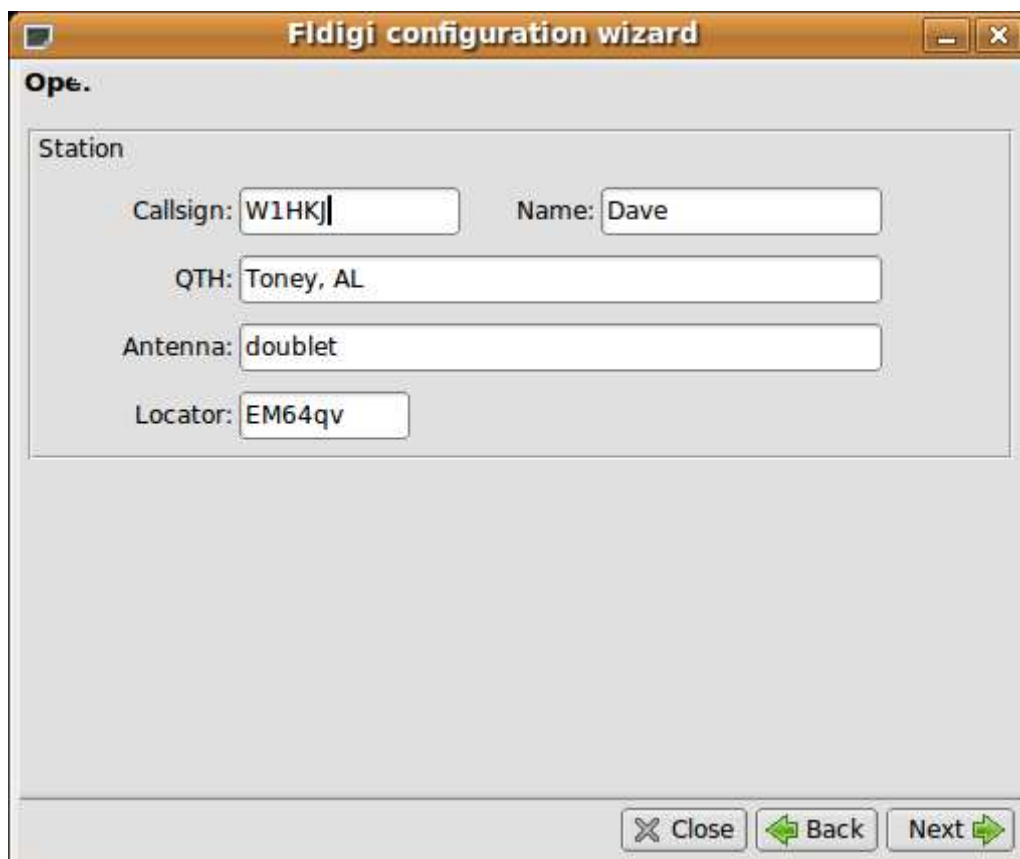 Fldigi configuration wizard
Ope.
Station
Callsign: W1HKJ Name: Dave
QTH: Toney, AL
Antenna: doublet
Locator: EM64qv
Close Back Next